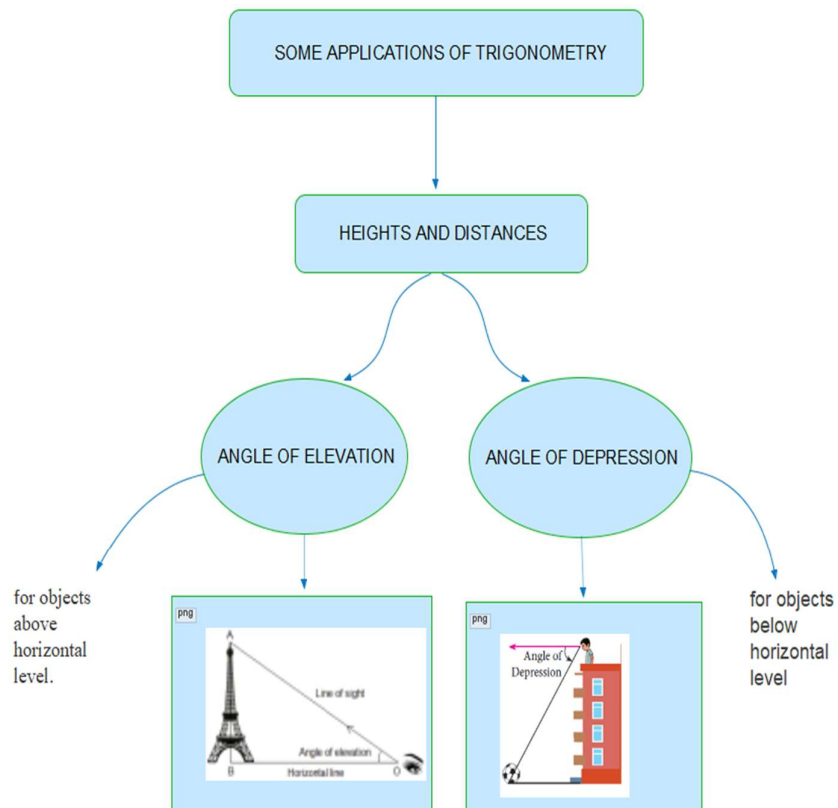 SOME APPLICATIONS OF TRIGONOMETRY
HEIGHTS AND DISTANCES
ANGLE OF ELEVATION
ANGLE OF DEPRESSION
for objects
above
horizontal
level.
png
A
Line of sight
Angle of elevation
B
Horizontal line
O
png
Angle of
Depression
for objects
below
horizontal
level